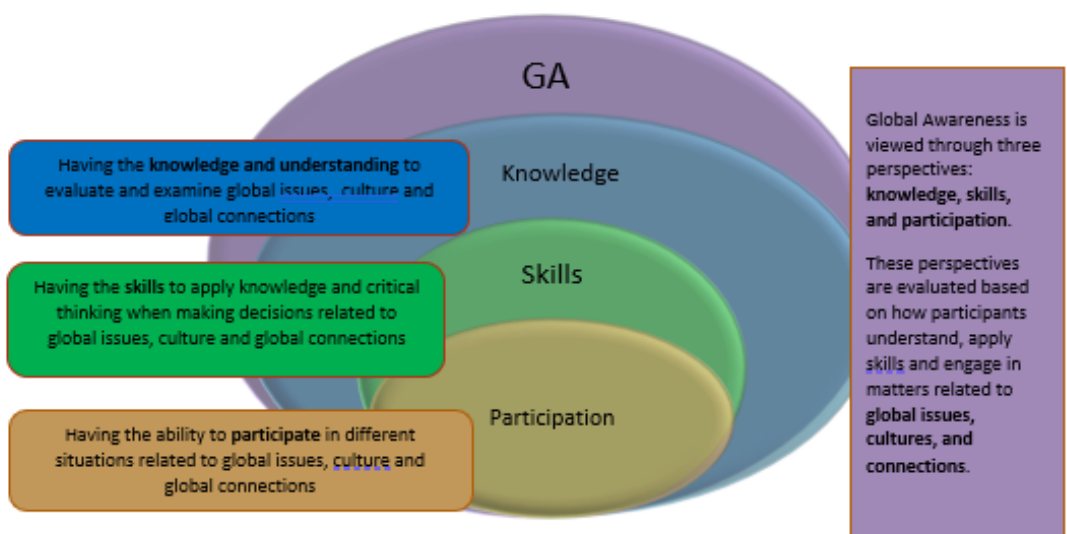 GA
Knowledge
Skills
Participation
Having the knowledge and understanding to
evaluate and examine global issues, culture and
global connections
Having the skills to apply knowledge and critical
thinking when making decisions related to
global issues, culture and global connections
Having the ability to participate in different
situations related to global issues, culture and
global connections
Global Awareness is
viewed through three
perspectives:
knowledge, skills,
and participation.
These perspectives
are evaluated based
on how participants
understand, apply
skills and engage in
matters related to
global issues,
cultures, and
connections.